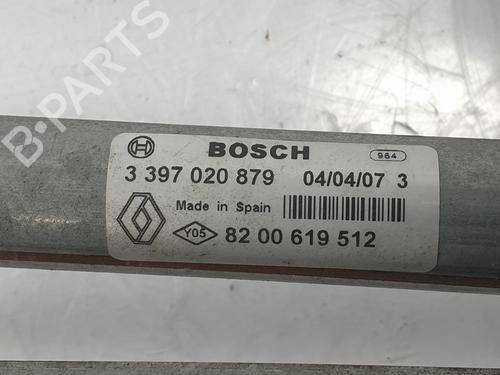 BOSCH
964
3 397 020 879 04/04/07 3
Made in Spain
Y05
82 00 619 512
B-PARTS